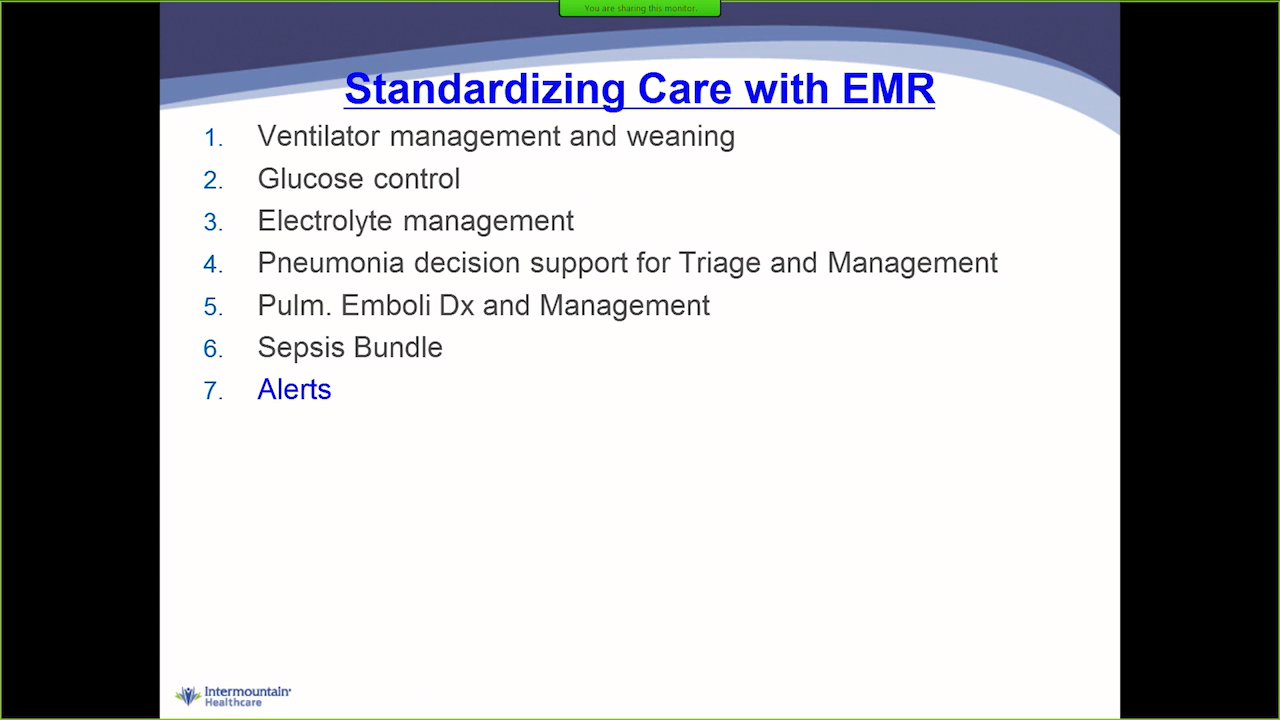 You are sharing this monitor.
Standardizing Care with EMR
1. Ventilator management and weaning
2. Glucose control
3. Electrolyte management
4. Pneumonia decision support for Triage and Management
5. Pulm. Emboli Dx and Management
6. Sepsis Bundle
7. Alerts
Intermountain
Healthcare